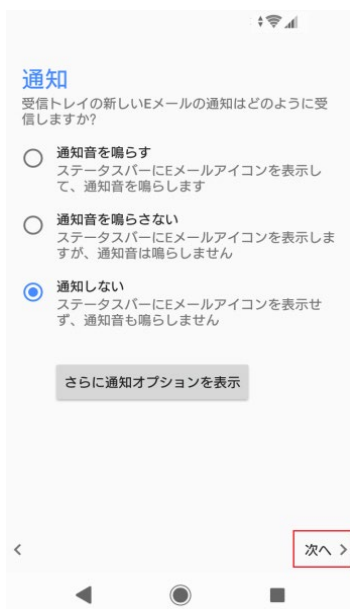 通知
受信トレイの新しいEメールの通知はどのように受
信しますか?
通知音を鳴らす
ステータスバーにEメールアイコンを表示し
て、通知音を鳴らします
通知音を鳴らさない
ステータスバーにEメールアイコンを表示しま
すが、通知音は鳴らしません
通知しない
ステータスバーにEメールアイコンを表示せ
ず、通知音も鳴らしません
さらに通知オプションを表示
次へ